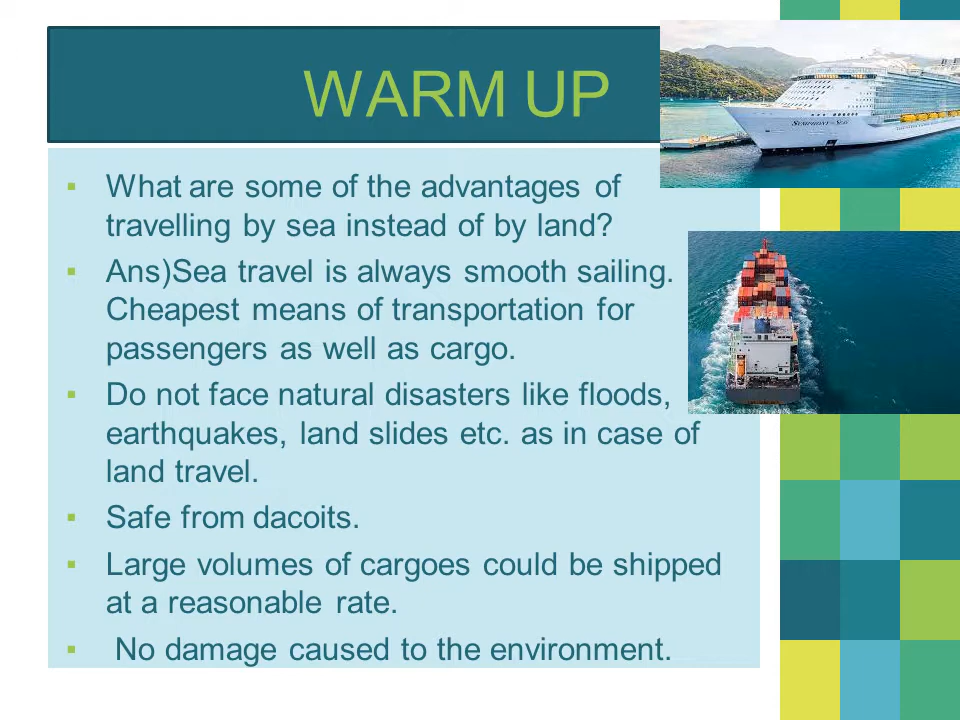 WARM UP
▪ What are some of the advantages of
travelling by sea instead of by land?
▪ Ans)Sea travel is always smooth sailing.
Cheapest means of transportation for
passengers as well as cargo.
▪ Do not face natural disasters like floods,
earthquakes, land slides etc. as in case of
land travel.
▪ Safe from dacoits.
▪ Large volumes of cargoes could be shipped
at a reasonable rate.
▪ No damage caused to the environment.